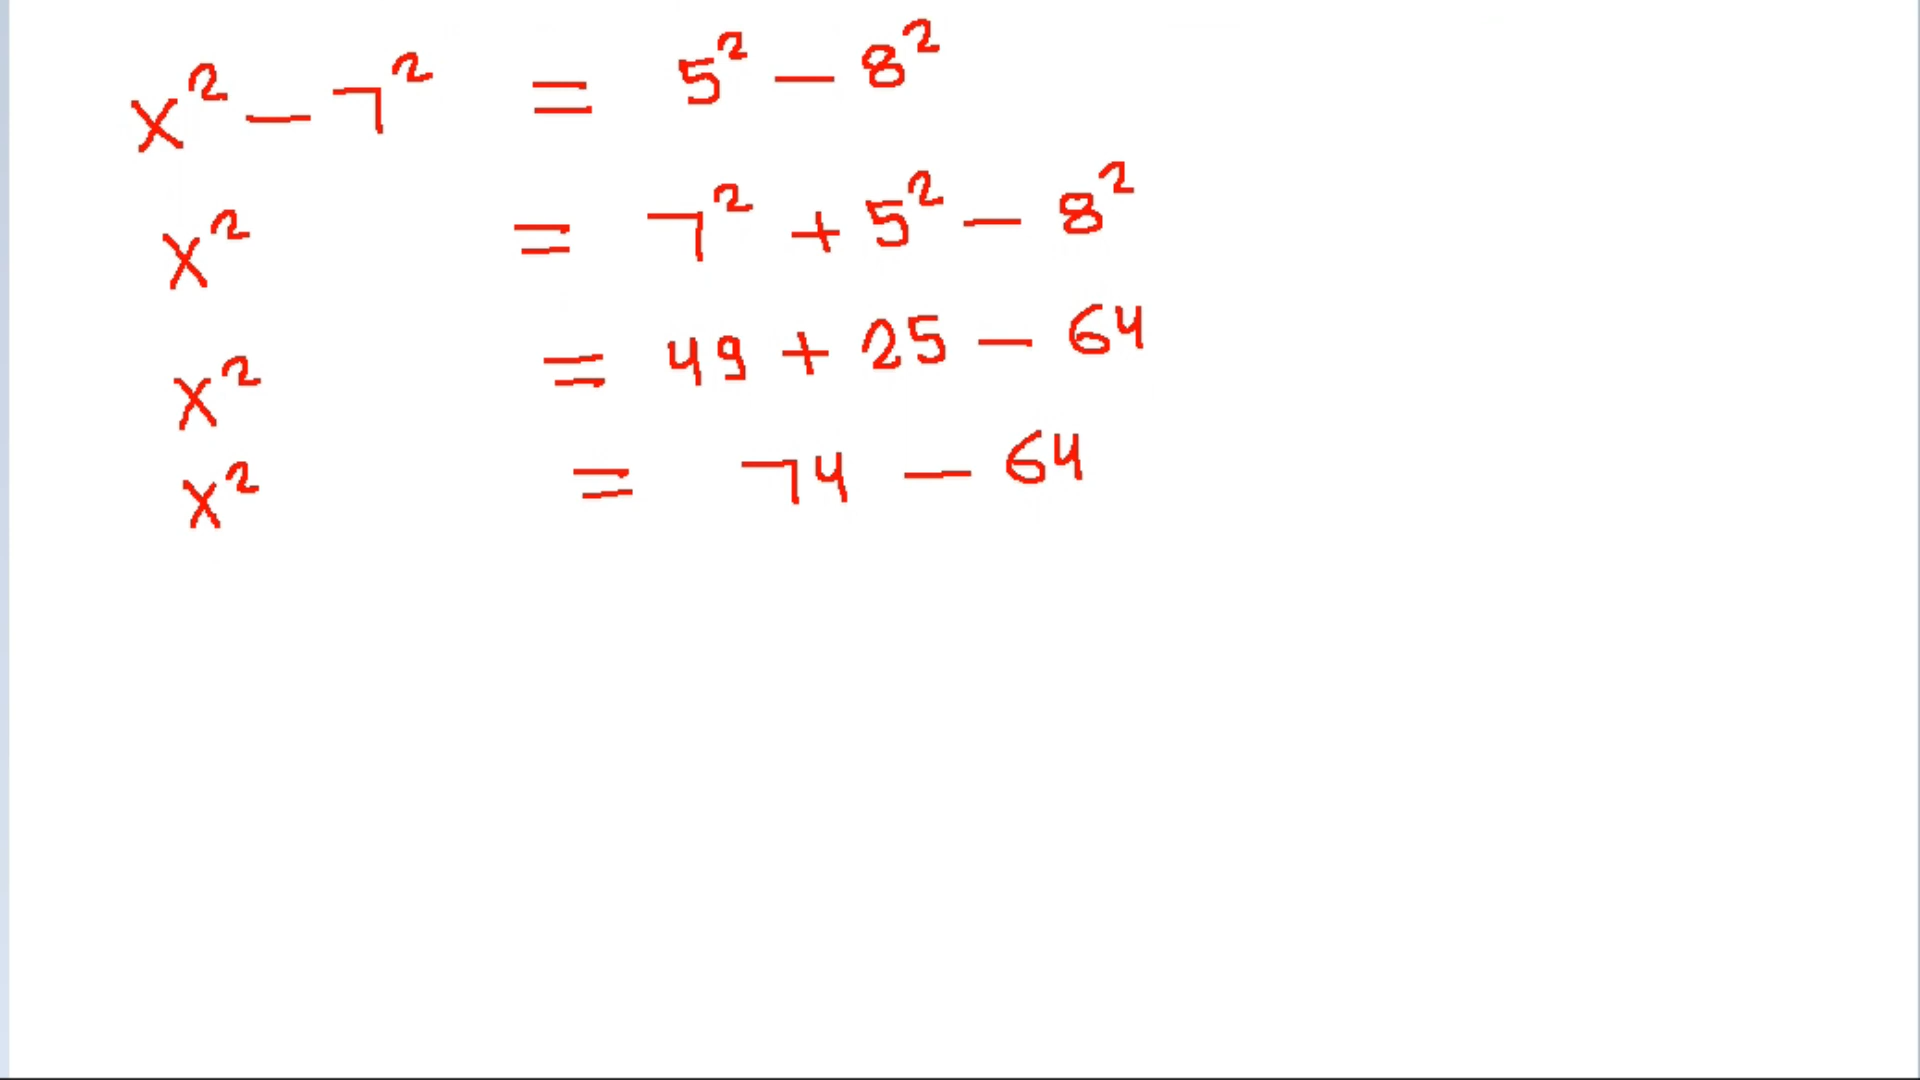 x² - 7² = 5² - 8²
x² = 7² + 5² - 8²
x² = 49 + 25 - 64
x² = 74 - 64